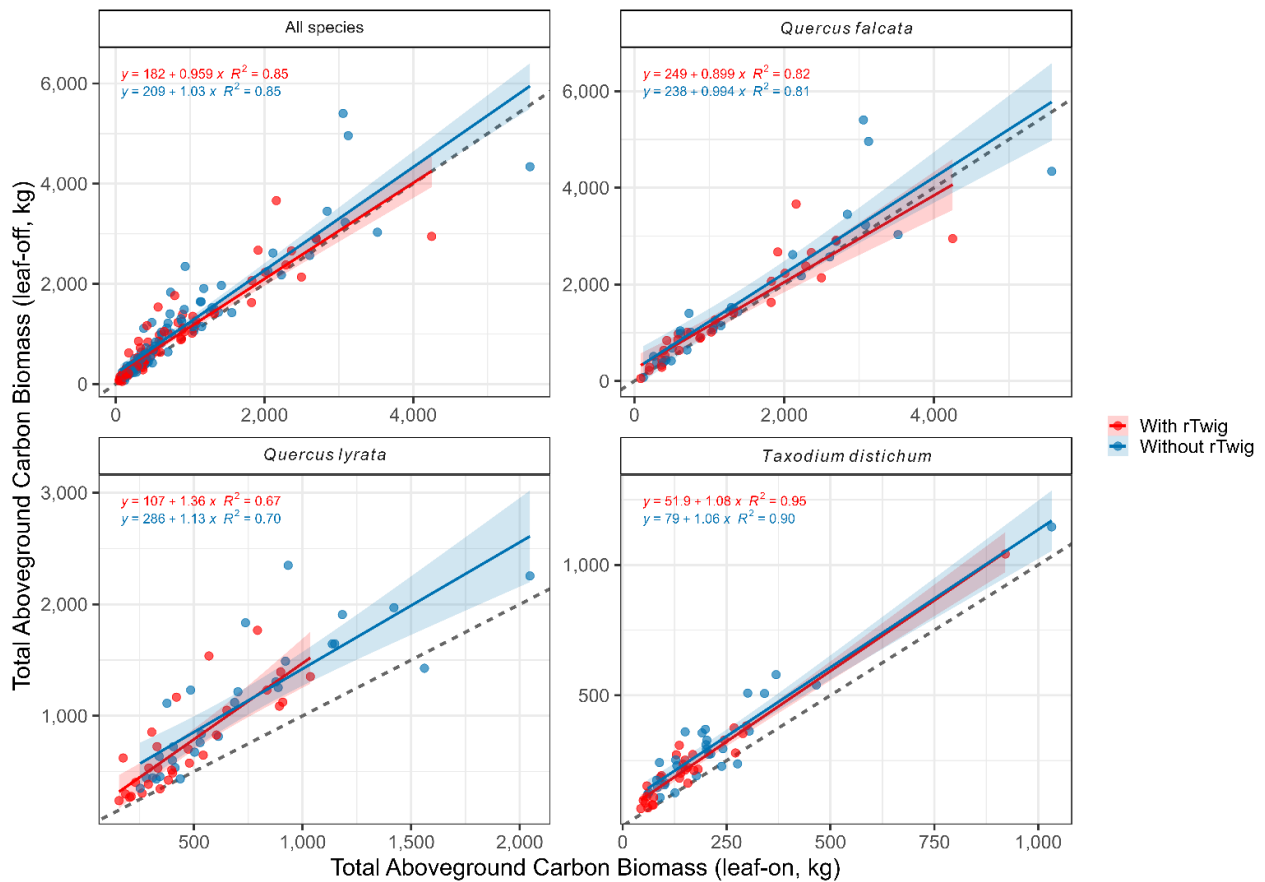 All species
y = 182 + 0.959 x R² = 0.85
y = 209 + 1.03 x R² = 0.85
6,000
4,000
2,000
0
0 2,000 4,000
Quercus falcata
y = 249 + 0.899 x R² = 0.82
y = 238 + 0.994 x R² = 0.81
6,000
4,000
2,000
0
0 2,000 4,000
Quercus lyrata
y = 107 + 1.36 x R² = 0.67
y = 286 + 1.13 x R² = 0.70
3,000
2,000
1,000
500 1,000 1,500 2,000
Taxodium distichum
y = 51.9 + 1.08 x R² = 0.95
y = 79 + 1.06 x R² = 0.90
1,000
500
0 250 500 750 1,000
Total Aboveground Carbon Biomass (leaf-off, kg)
Total Aboveground Carbon Biomass (leaf-on, kg)
With rTwig
Without rTwig